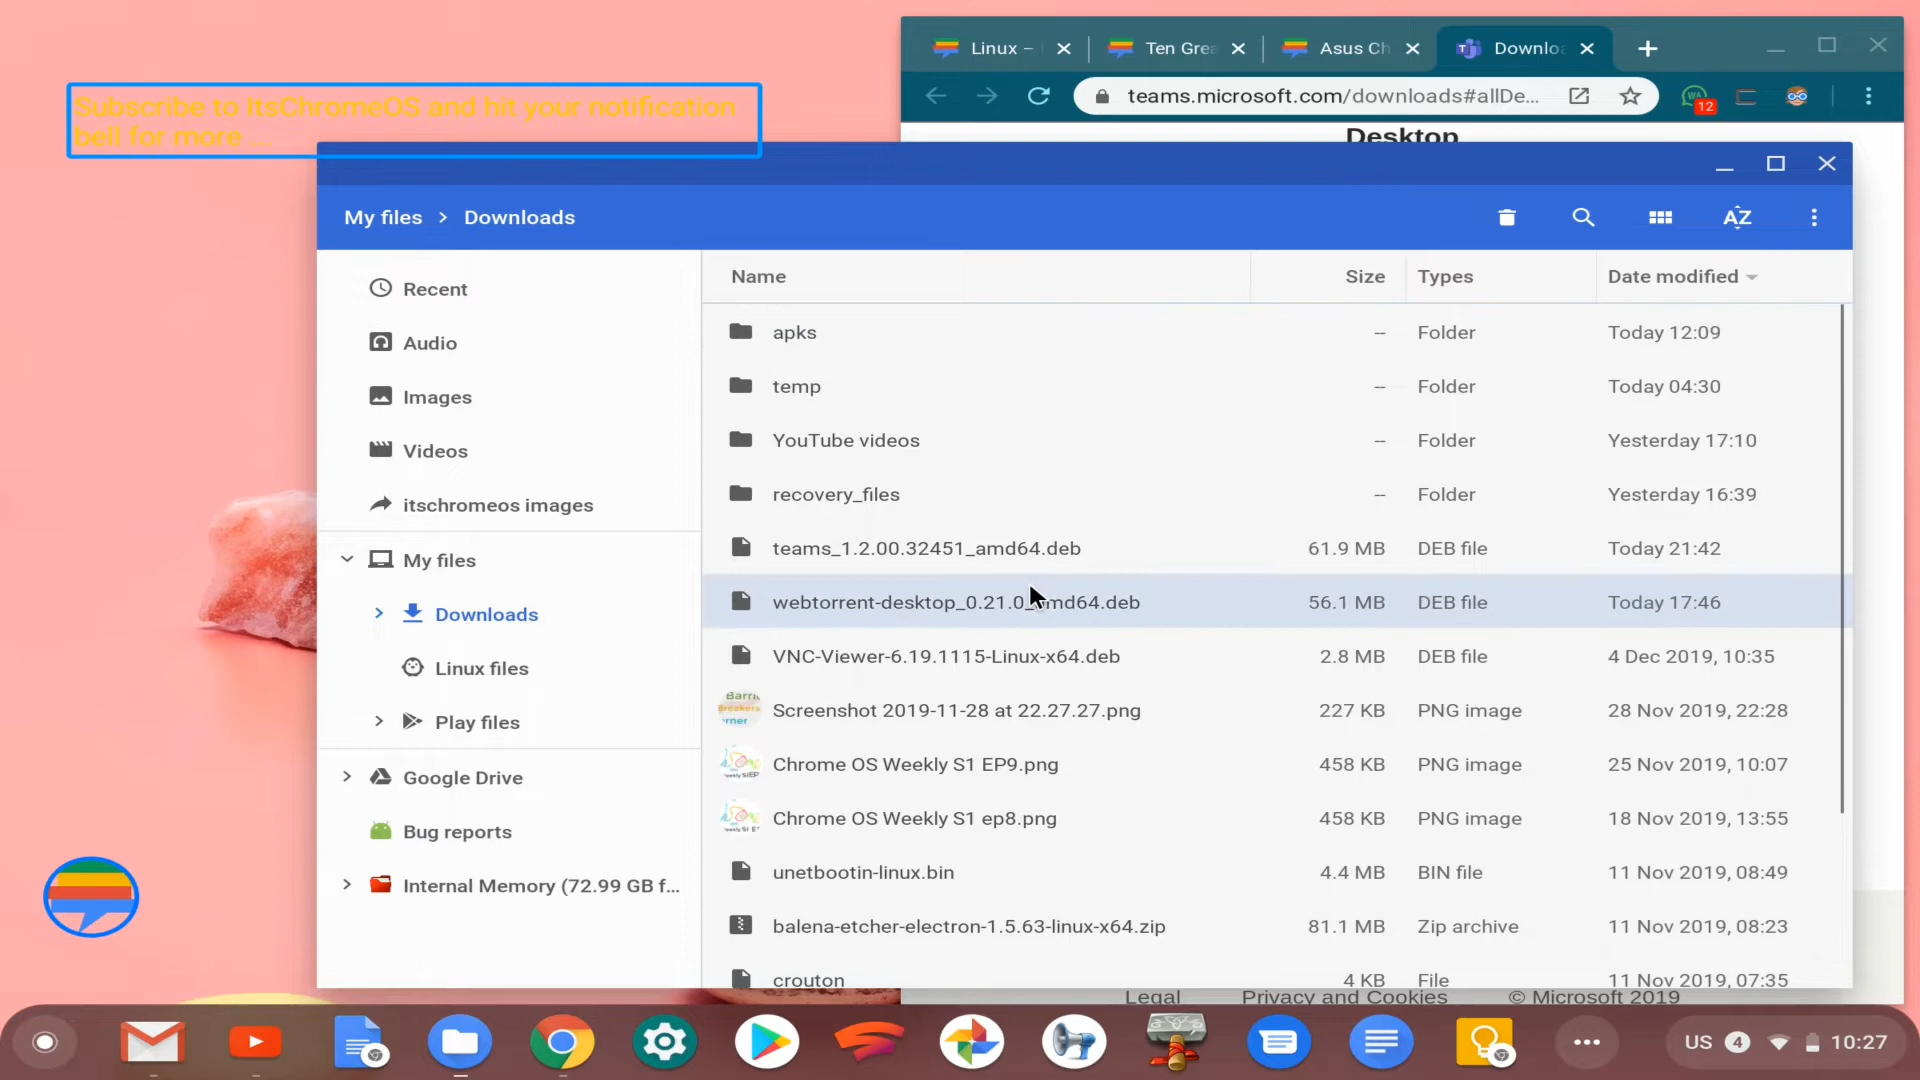 Linux –
Ten Grea
Asus Ch
Downloa
teams.microsoft.com/downloads#allDe...
12
Subscribe to ItsChromeOS and hit your notification
bell for more ...
Desktop
My files > Downloads
AZ
Name
Size
Types
Date modified
Recent
Audio
Images
Videos
itschromeos images
My files
Downloads
Linux files
Play files
Google Drive
Bug reports
Internal Memory (72.99 GB f...
apks -- Folder Today 12:09
temp -- Folder Today 04:30
YouTube videos -- Folder Yesterday 17:10
recovery_files -- Folder Yesterday 16:39
teams_1.2.00.32451_amd64.deb 61.9 MB DEB file Today 21:42
webtorrent-desktop_0.21.0_amd64.deb 56.1 MB DEB file Today 17:46
VNC-Viewer-6.19.1115-Linux-x64.deb 2.8 MB DEB file 4 Dec 2019, 10:35
Screenshot 2019-11-28 at 22.27.27.png 227 KB PNG image 28 Nov 2019, 22:28
Chrome OS Weekly S1 EP9.png 458 KB PNG image 25 Nov 2019, 10:07
Chrome OS Weekly S1 ep8.png 458 KB PNG image 18 Nov 2019, 13:55
unetbootin-linux.bin 4.4 MB BIN file 11 Nov 2019, 08:49
balena-etcher-electron-1.5.63-linux-x64.zip 81.1 MB Zip archive 11 Nov 2019, 08:23
crouton 4 KB File 11 Nov 2019, 07:35
Legal Privacy and Cookies © Microsoft 2019
US 4 10:27